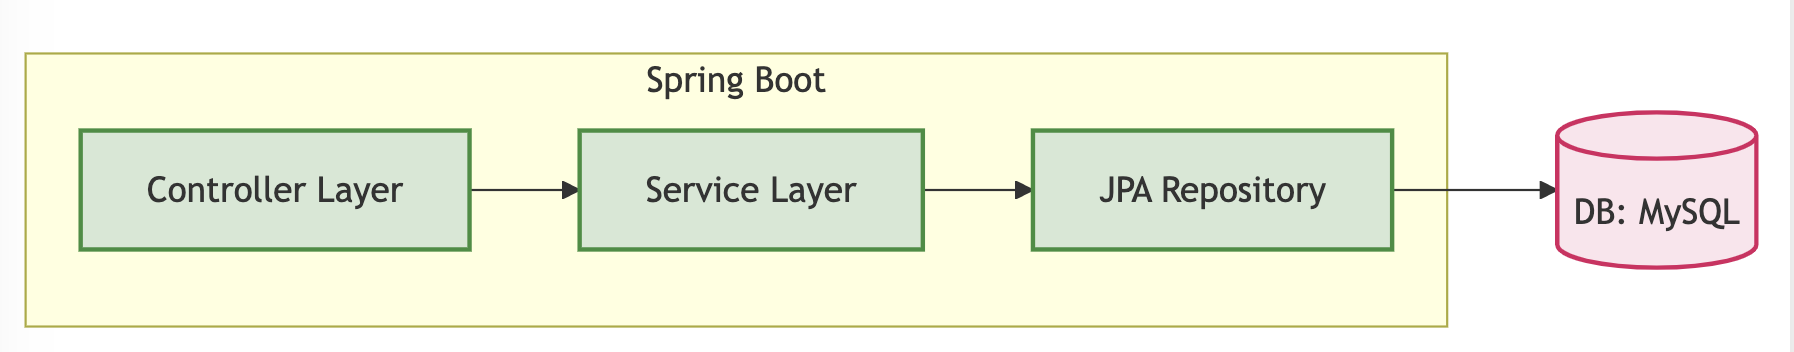 Spring Boot
Controller Layer
Service Layer
JPA Repository
DB: MySQL